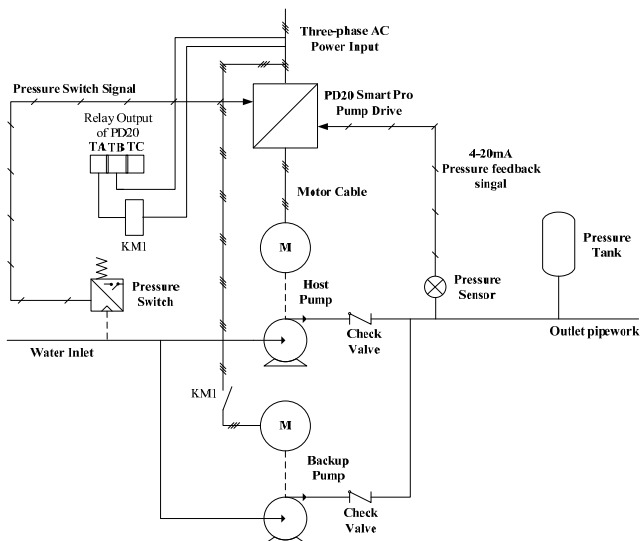 Three-phase AC
Power Input
Pressure Switch Signal
PD20 Smart Pro
Pump Drive
Relay Output
of PD20
TA TB TC
KM1
4-20mA
Pressure feedback
singal
Motor Cable
M
Pressure
Tank
Pressure
Switch
Host
Pump
Pressure
Sensor
Water Inlet
Check
Valve
Outlet pipework
KM1
M
Backup
Pump
Check
Valve